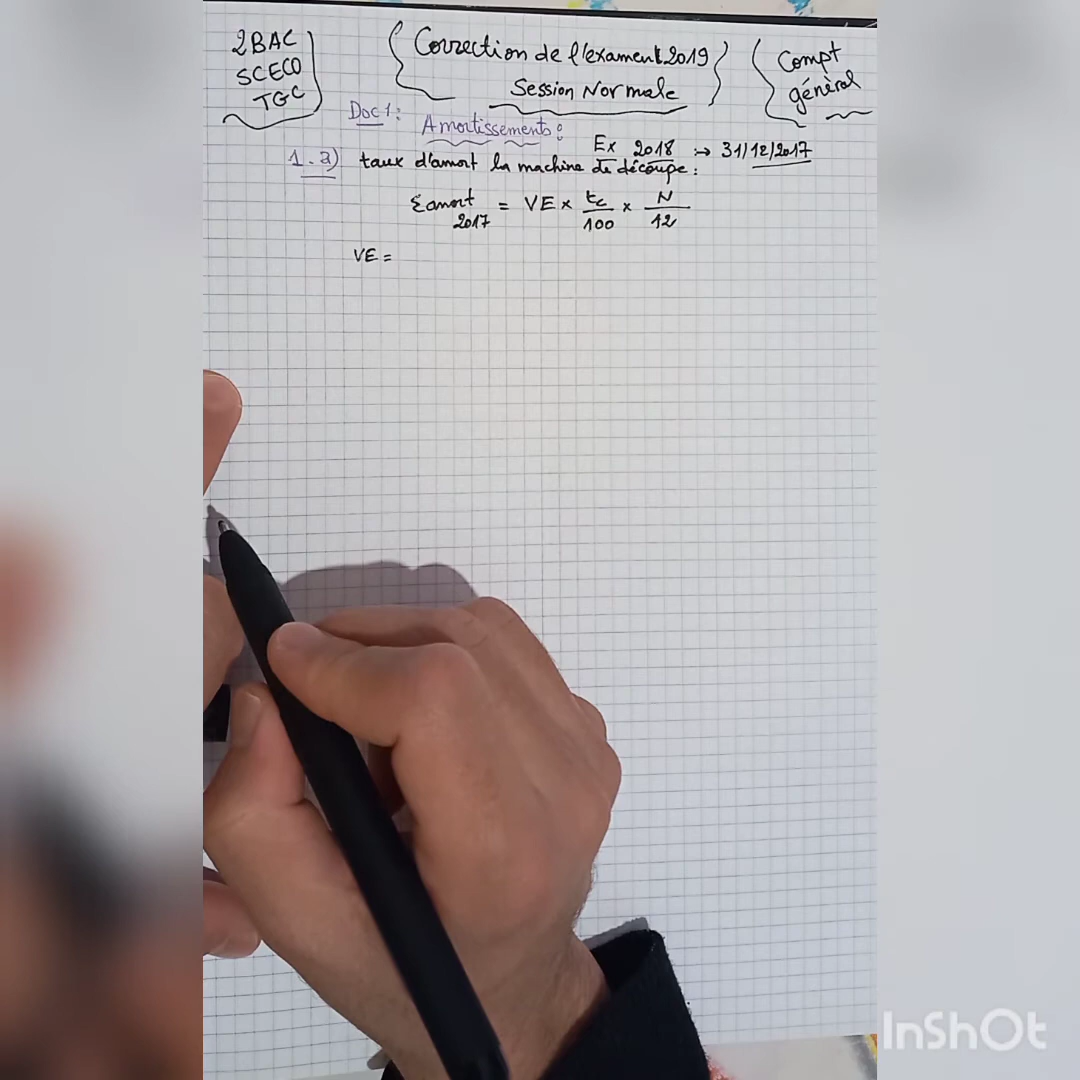 2BAC
SCECO
TGC
Correction de l'exament 2019
Session Normale
Compt
général
Doc 1:
Amortissements:
Ex 2018 → 31/12/2017
1-a) taux d'amort la machine de découpe:
Σamort 2017 = VE × tc/100 × N/12
VE =
InShOt